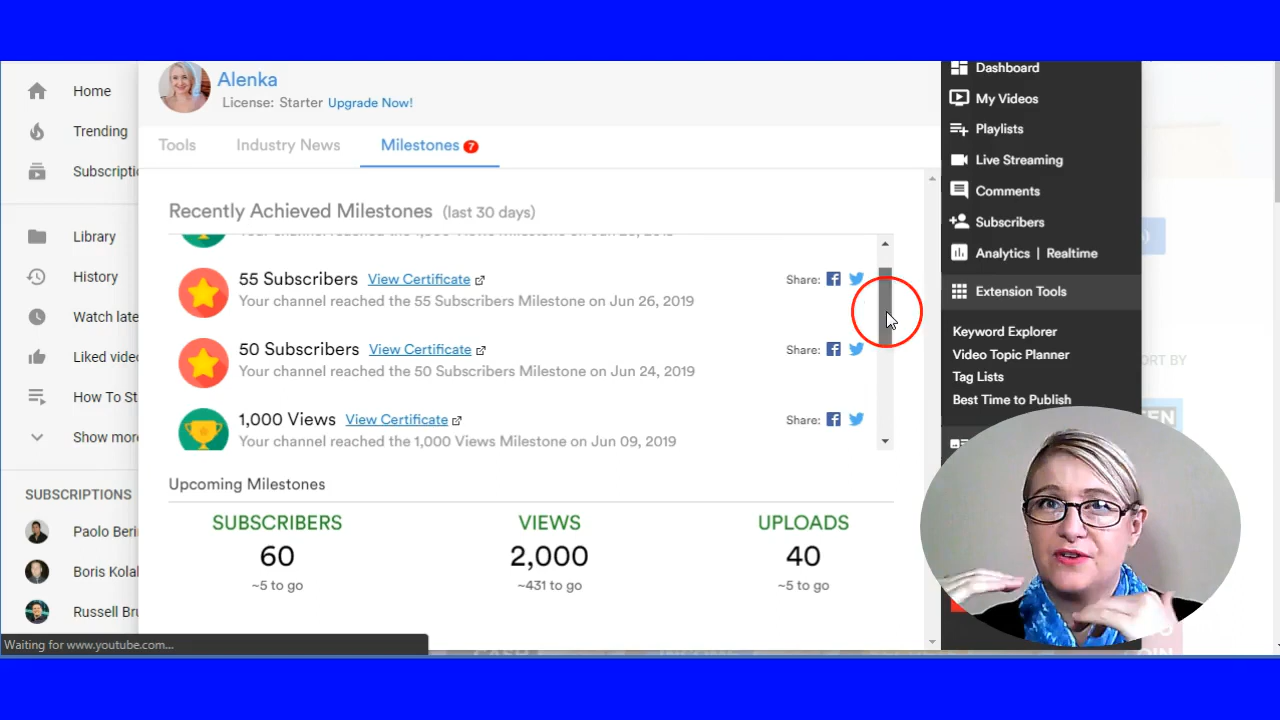 Home
Trending
Subscripti
Library
History
Watch late
Liked video
How To St
Show more
SUBSCRIPTIONS
Paolo Beri
Boris Kolal
Russell Bru
Waiting for www.youtube.com...
Alenka
License: Starter Upgrade Now!
Tools Industry News Milestones 7
Recently Achieved Milestones (last 30 days)
55 Subscribers View Certificate Share:
Your channel reached the 55 Subscribers Milestone on Jun 26, 2019
50 Subscribers View Certificate Share:
Your channel reached the 50 Subscribers Milestone on Jun 24, 2019
1,000 Views View Certificate Share:
Your channel reached the 1,000 Views Milestone on Jun 09, 2019
Upcoming Milestones
SUBSCRIBERS VIEWS UPLOADS
60 2,000 40
~5 to go ~431 to go ~5 to go
Dashboard
My Videos
Playlists
Live Streaming
Comments
Subscribers
Analytics | Realtime
Extension Tools
Keyword Explorer
Video Topic Planner
Tag Lists
Best Time to Publish
ORT BY